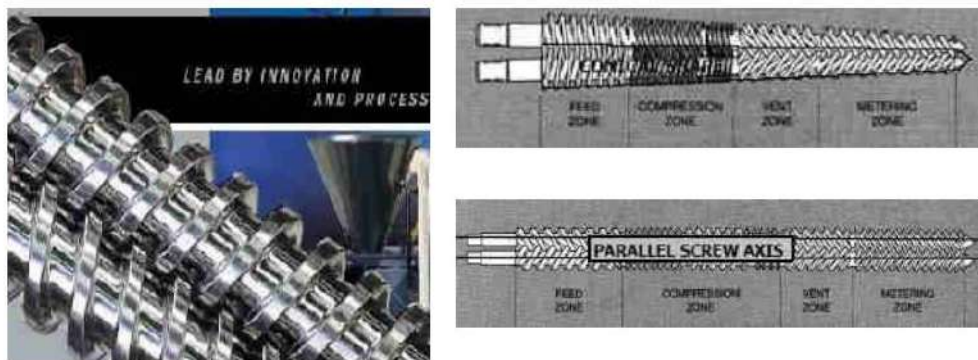 LEAD BY INNOVATION
AND PROCESS
FEED ZONE
COMPRESSION ZONE
VENT ZONE
METERING ZONE
PARALLEL SCREW AXIS
FEED ZONE
COMPRESSION ZONE
VENT ZONE
METERING ZONE